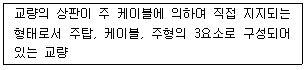 교량의 상판이 주 케이블에 의하여 직접 지지되는
형태로서 주탑, 케이블, 주형의 3요소로 구성되어
있는 교량